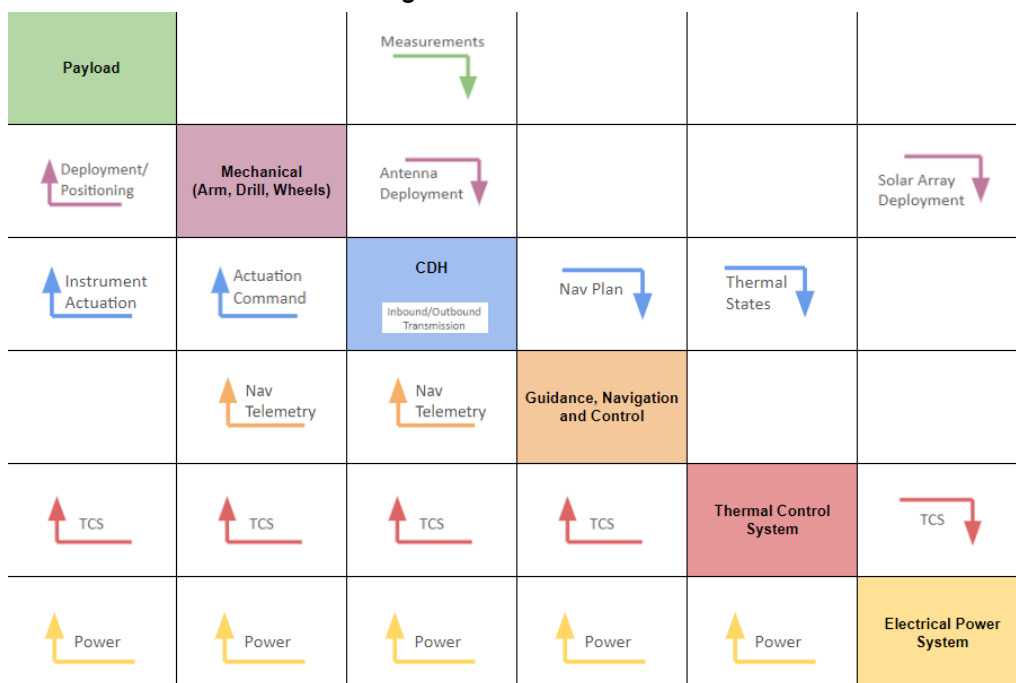 Measurements
Payload
Deployment/
Positioning
Mechanical
(Arm, Drill, Wheels)
Antenna
Deployment
Solar Array
Deployment
Instrument
Actuation
Actuation
Command
CDH
Inbound/Outbound
Transmission
Nav Plan
Thermal
States
Nav
Telemetry
Nav
Telemetry
Guidance, Navigation
and Control
TCS
TCS
TCS
TCS
Thermal Control
System
TCS
Power
Power
Power
Power
Power
Electrical Power
System